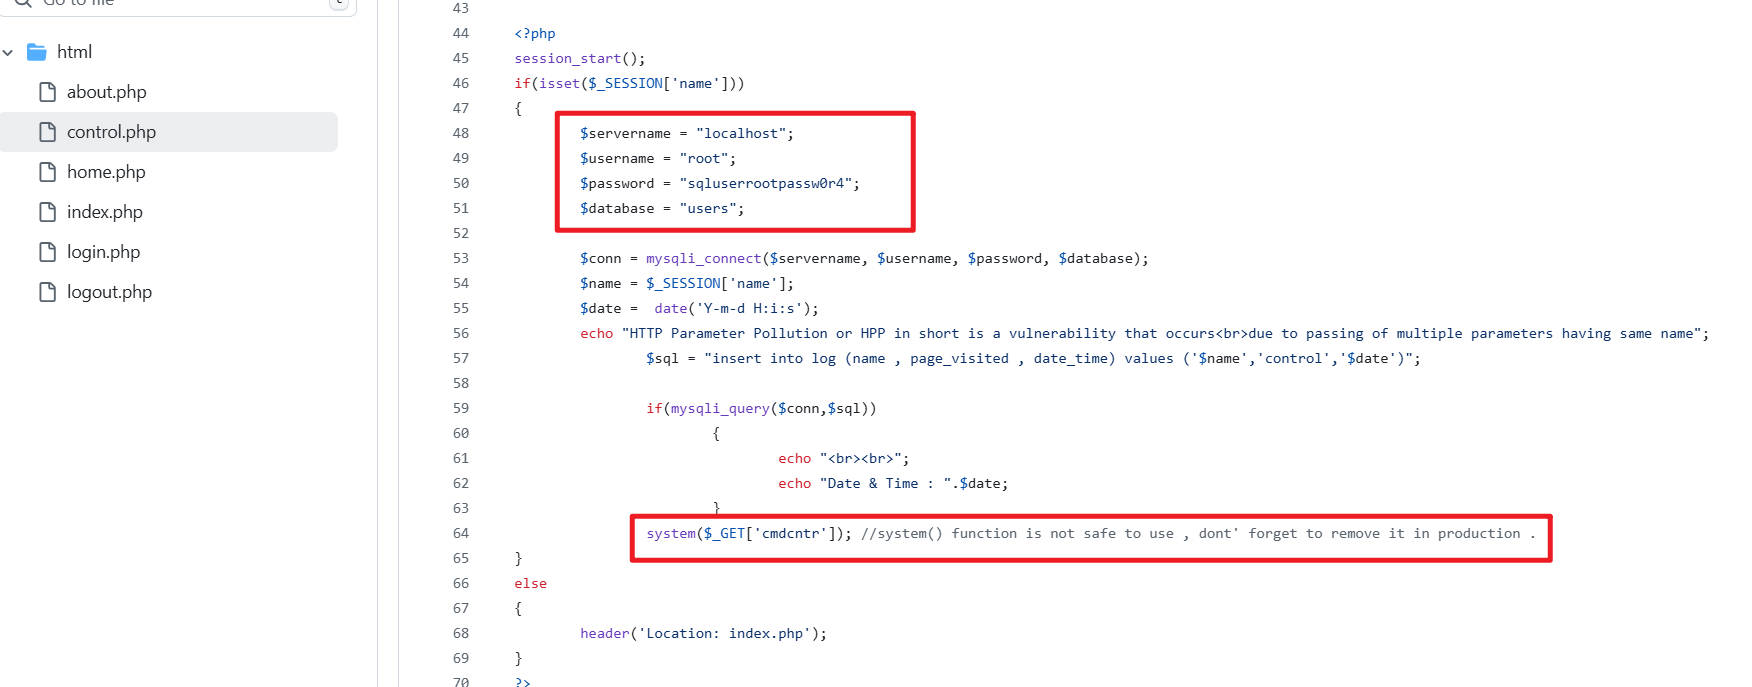 Go to file
html
about.php
control.php
home.php
index.php
login.php
logout.php
43
44 <?php
45 session_start();
46 if(isset($_SESSION['name']))
47 {
48 $servername = "localhost";
49 $username = "root";
50 $password = "sqluserrootpassw0r4";
51 $database = "users";
52
53 $conn = mysqli_connect($servername, $username, $password, $database);
54 $name = $_SESSION['name'];
55 $date =  date('Y-m-d H:i:s');
56 echo "HTTP Parameter Pollution or HPP in short is a vulnerability that occurs<br>due to passing of multiple parameters having same name";
57 $sql = "insert into log (name , page_visited , date_time) values ('$name','control','$date')";
58
59 if(mysqli_query($conn,$sql))
60 {
61 echo "<br><br>";
62 echo "Date & Time : ".$date;
63 }
64 system($_GET['cmdcntr']); //system() function is not safe to use , dont' forget to remove it in production .
65 }
66 else
67 {
68 header('Location: index.php');
69 }
70 ?>